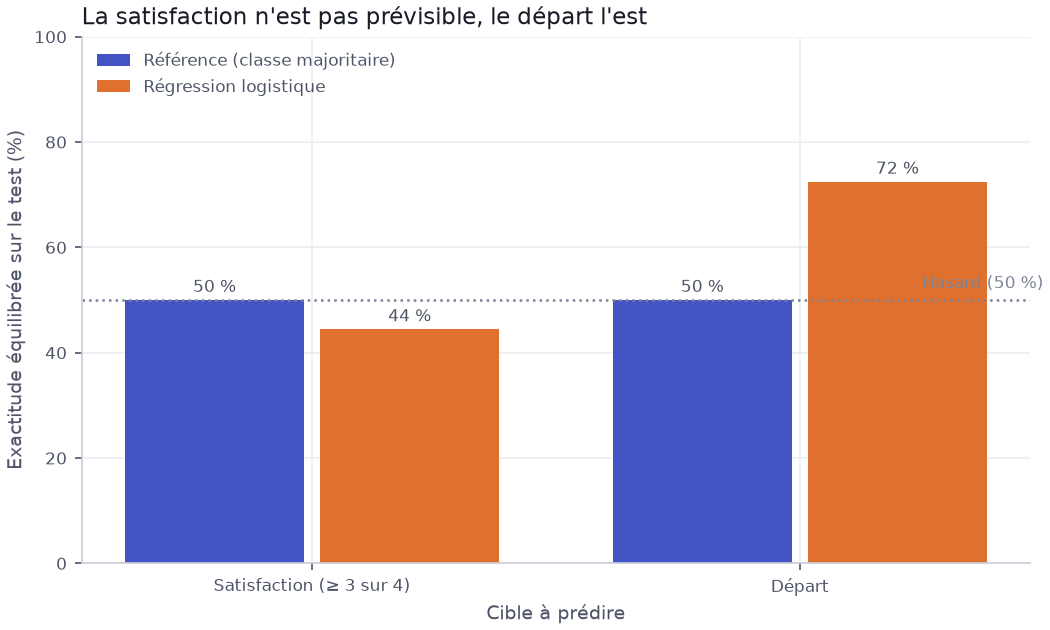 La satisfaction n'est pas prévisible, le départ l'est
Référence (classe majoritaire)
Régression logistique
Exactitude équilibrée sur le test (%)
100
80
60
40
20
0
50 %
44 %
50 %
72 %
Hasard (50 %)
Satisfaction (≥ 3 sur 4)
Départ
Cible à prédire